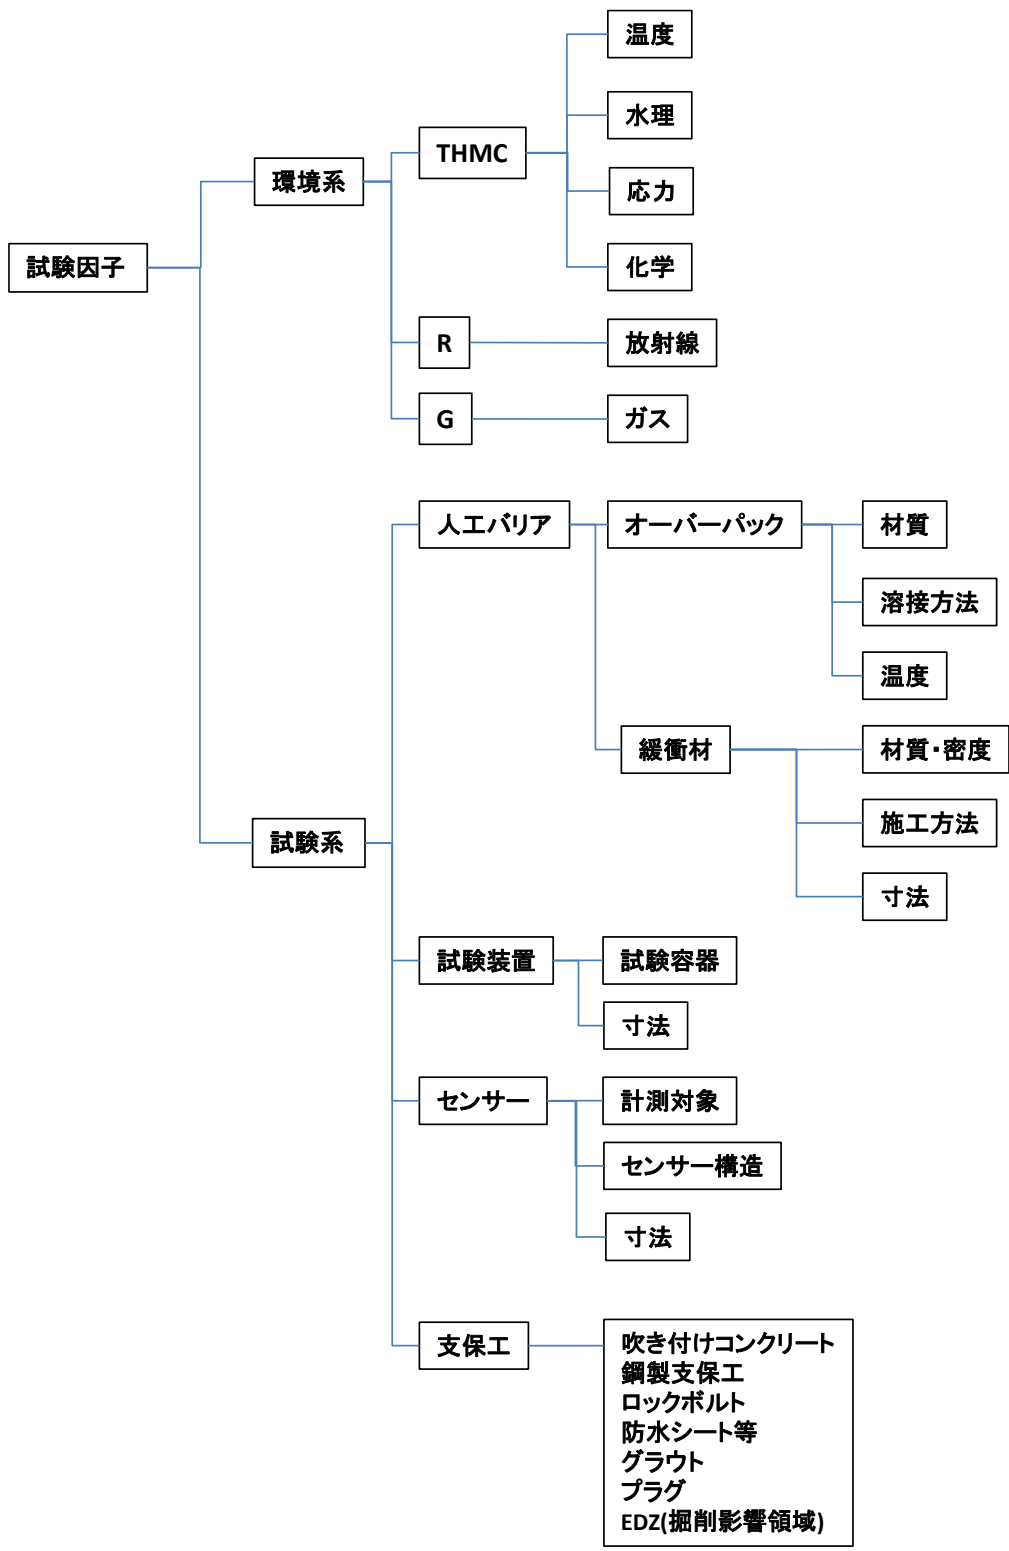 試験因子
環境系
THMC
温度
水理
応力
化学
R
放射線
G
ガス
試験系
人工バリア
オーバーパック
材質
溶接方法
温度
緩衝材
材質・密度
施工方法
寸法
試験装置
試験容器
寸法
センサー
計測対象
センサー構造
寸法
支保工
吹き付けコンクリート
鋼製支保工
ロックボルト
防水シート等
グラウト
プラグ
EDZ(掘削影響領域)